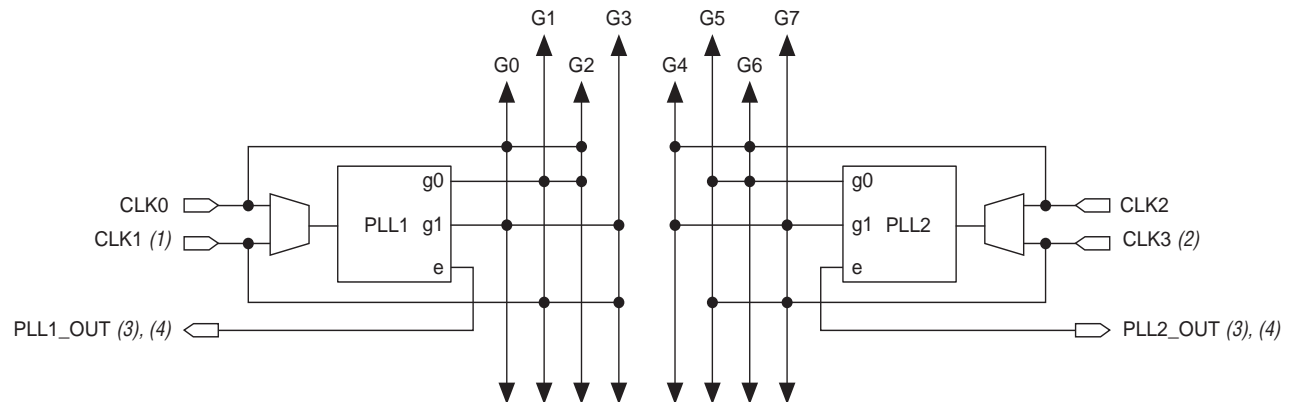 G1 G3 G5 G7
G0 G2 G4 G6
g0 g0
CLK0 CLK2
PLL1 g1 g1 PLL2
CLK1 (1) CLK3 (2)
e e
PLL1_OUT (3), (4) PLL2_OUT (3), (4)